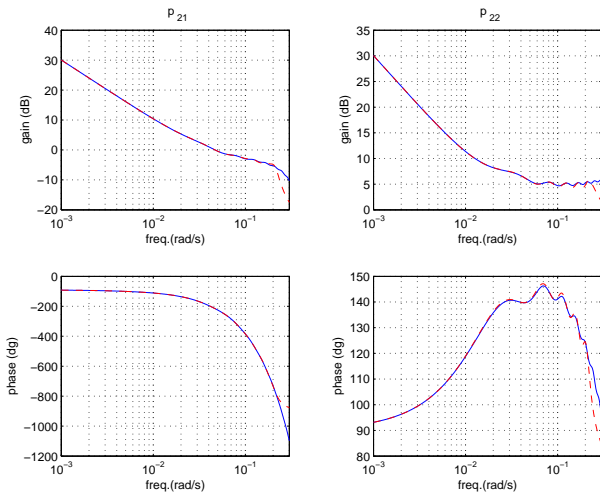 p 21
40
30
20
10
0
−10
−20
gain (dB)
10−3 10−2 10−1
freq.(rad/s)
p 22
35
30
25
20
15
10
5
0
gain (dB)
10−3 10−2 10−1
freq.(rad/s)
0
−200
−400
−600
−800
−1000
−1200
phase (dg)
10−3 10−2 10−1
freq.(rad/s)
150
140
130
120
110
100
90
80
phase (dg)
10−3 10−2 10−1
freq.(rad/s)